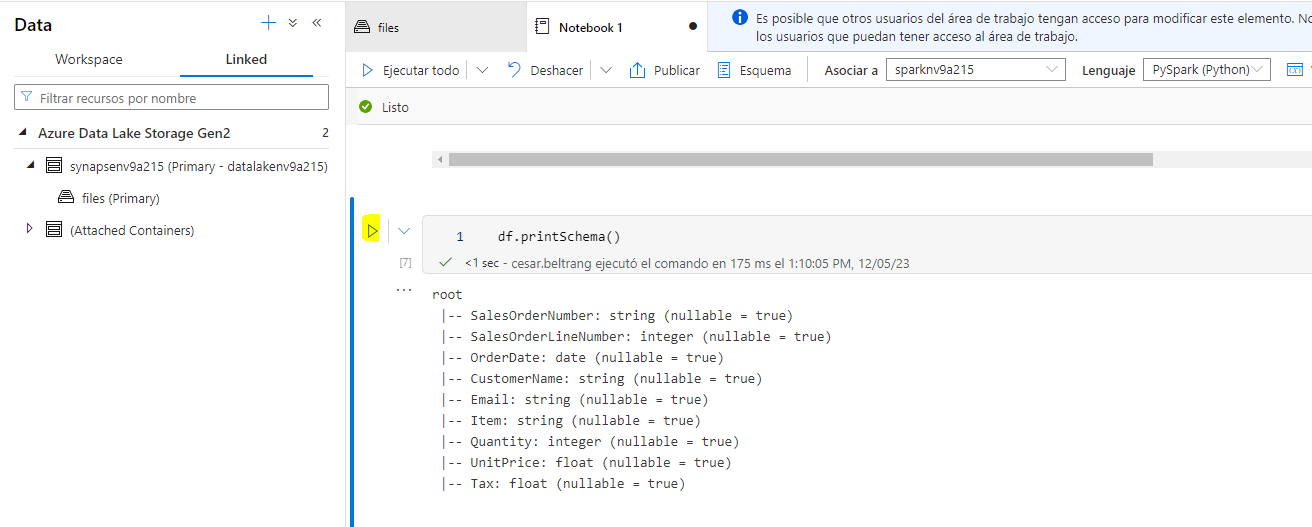 Data
Workspace
Linked
Filtrar recursos por nombre
Azure Data Lake Storage Gen2
2
synapsenv9a215 (Primary - datalakenv9a215)
files (Primary)
(Attached Containers)
files
Notebook 1
Es posible que otros usuarios del área de trabajo tengan acceso para modificar este elemento. No
los usuarios que puedan tener acceso al área de trabajo.
Ejecutar todo
Deshacer
Publicar
Esquema
Asociar a
sparknv9a215
Lenguaje
PySpark (Python)
Listo
1 df.printSchema()
[7]
<1 sec - cesar.beltrang ejecutó el comando en 175 ms el 1:10:05 PM, 12/05/23
...
root
|-- SalesOrderNumber: string (nullable = true)
|-- SalesOrderLineNumber: integer (nullable = true)
|-- OrderDate: date (nullable = true)
|-- CustomerName: string (nullable = true)
|-- Email: string (nullable = true)
|-- Item: string (nullable = true)
|-- Quantity: integer (nullable = true)
|-- UnitPrice: float (nullable = true)
|-- Tax: float (nullable = true)